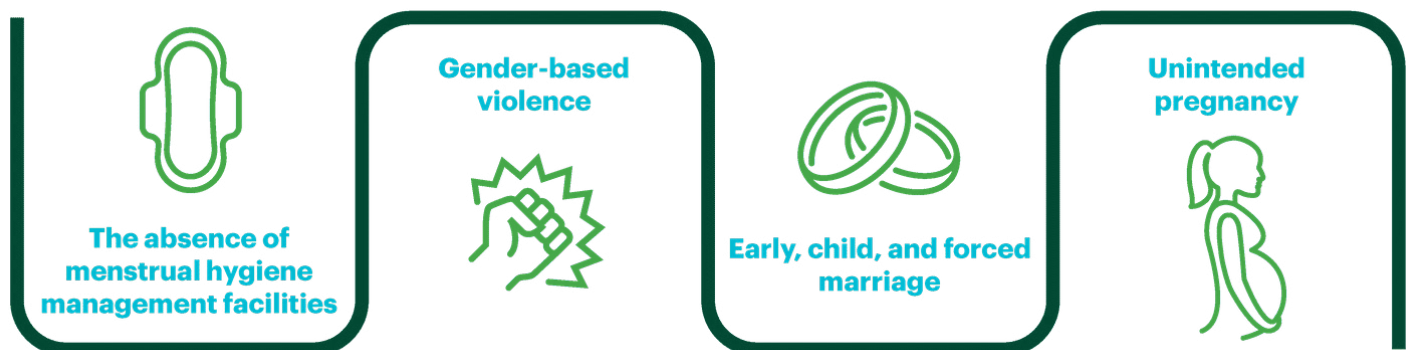 The absence of
menstrual hygiene
management facilities
Gender-based
violence
Early, child, and forced
marriage
Unintended
pregnancy